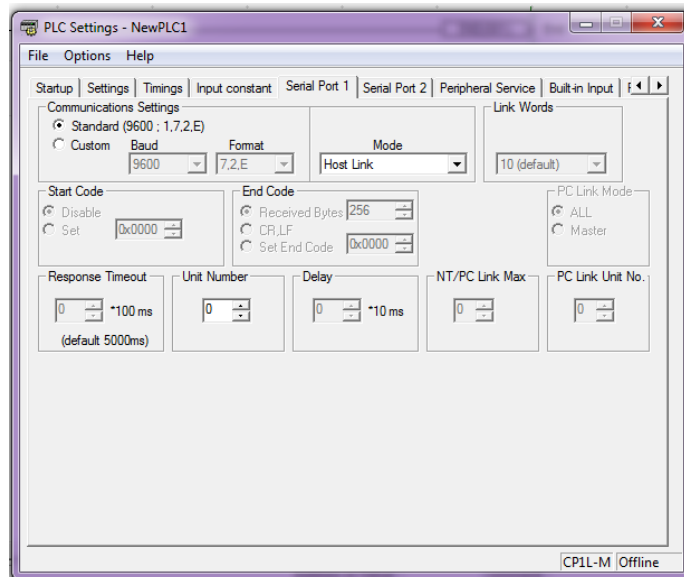 PLC Settings - NewPLC1
File Options Help
Startup Settings Timings Input constant Serial Port 1 Serial Port 2 Peripheral Service Built-in Input
Communications Settings
Link Words
Standard (9600 ; 1,7,2,E)
Custom Baud Format Mode
9600 7,2,E Host Link 10 (default)
Start Code End Code PC Link Mode
Disable Received Bytes 256 ALL
Set 0x0000 CR,LF Master
Set End Code 0x0000
Response Timeout Unit Number Delay NT/PC Link Max PC Link Unit No.
0 *100 ms 0 0 *10 ms 0 0
(default 5000ms)
CP1L-M Offline